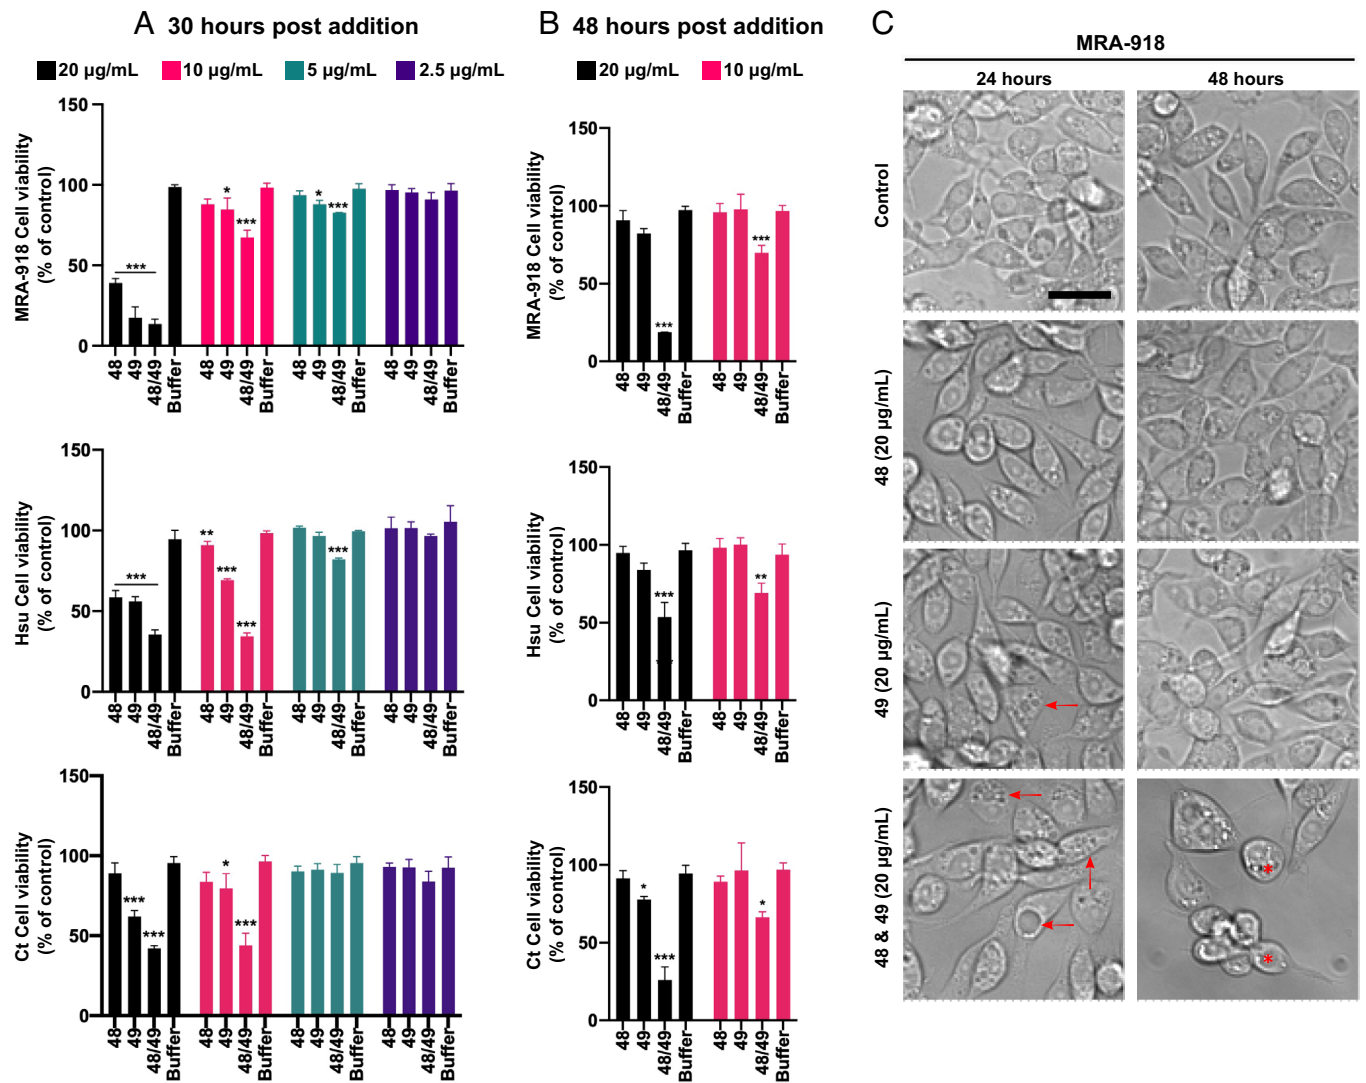 A 30 hours post addition
20 µg/mL 10 µg/mL 5 µg/mL 2.5 µg/mL
MRA-918 Cell viability
(% of control)
150
100
50
0
***
*
***
*
***
48 49 48/49 Buffer 48 49 48/49 Buffer 48 49 48/49 Buffer 48 49 48/49 Buffer
Hsu Cell viability
(% of control)
150
100
50
0
***
**
***
***
***
48 49 48/49 Buffer 48 49 48/49 Buffer 48 49 48/49 Buffer 48 49 48/49 Buffer
Ct Cell viability
(% of control)
150
100
50
0
***
***
*
***
48 49 48/49 Buffer 48 49 48/49 Buffer 48 49 48/49 Buffer 48 49 48/49 Buffer
B 48 hours post addition
20 µg/mL 10 µg/mL
MRA-918 Cell viability
(% of control)
150
100
50
0
***
***
48 49 48/49 Buffer 48 49 48/49 Buffer
Hsu Cell viability
(% of control)
150
100
50
0
***
**
48 49 48/49 Buffer 48 49 48/49 Buffer
Ct Cell viability
(% of control)
150
100
50
0
*
***
*
48 49 48/49 Buffer 48 49 48/49 Buffer
C
MRA-918
24 hours 48 hours
Control
48 (20 µg/mL)
49 (20 µg/mL)
48 & 49 (20 µg/mL)
*
*